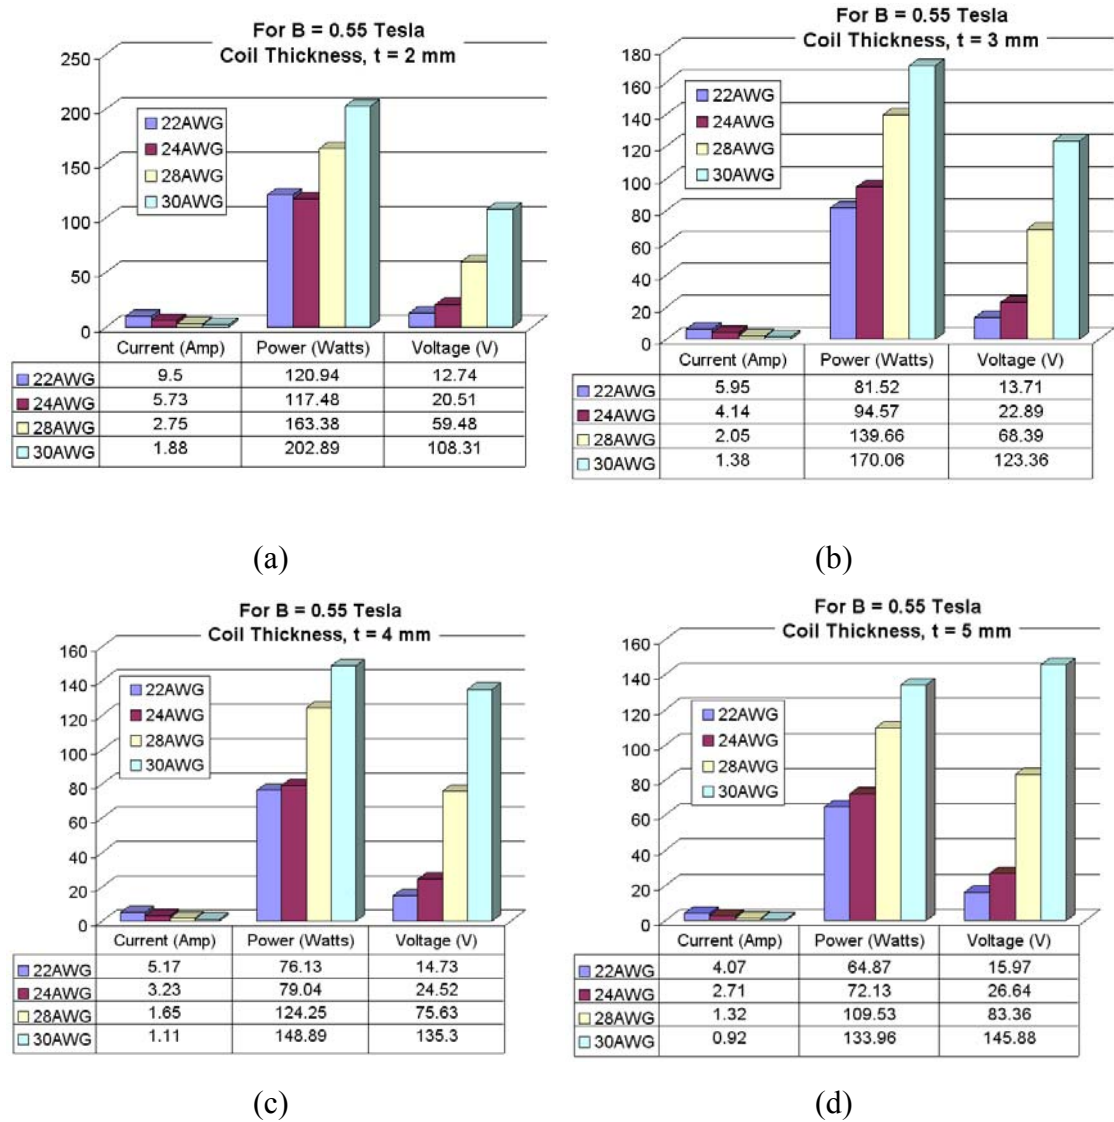 For B = 0.55 Tesla
Coil Thickness, t = 2 mm
250
200
150
100
50
0
22AWG
24AWG
28AWG
30AWG
Current (Amp) Power (Watts) Voltage (V)
22AWG 9.5 120.94 12.74
24AWG 5.73 117.48 20.51
28AWG 2.75 163.38 59.48
30AWG 1.88 202.89 108.31
(a)
For B = 0.55 Tesla
Coil Thickness, t = 3 mm
180
160
140
120
100
80
60
40
20
0
22AWG
24AWG
28AWG
30AWG
Current (Amp) Power (Watts) Voltage (V)
22AWG 5.95 81.52 13.71
24AWG 4.14 94.57 22.89
28AWG 2.05 139.66 68.39
30AWG 1.38 170.06 123.36
(b)
For B = 0.55 Tesla
Coil Thickness, t = 4 mm
160
140
120
100
80
60
40
20
0
22AWG
24AWG
28AWG
30AWG
Current (Amp) Power (Watts) Voltage (V)
22AWG 5.17 76.13 14.73
24AWG 3.23 79.04 24.52
28AWG 1.65 124.25 75.63
30AWG 1.11 148.89 135.3
(c)
For B = 0.55 Tesla
Coil Thickness, t = 5 mm
160
140
120
100
80
60
40
20
0
22AWG
24AWG
28AWG
30AWG
Current (Amp) Power (Watts) Voltage (V)
22AWG 4.07 64.87 15.97
24AWG 2.71 72.13 26.64
28AWG 1.32 109.53 83.36
30AWG 0.92 133.96 145.88
(d)